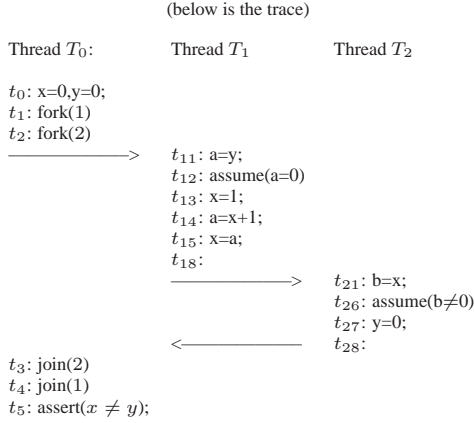 (below is the trace)
Thread T₀: Thread T₁ Thread T₂
t₀: x=0,y=0;
t₁: fork(1)
t₂: fork(2)
t₁₁: a=y;
t₁₂: assume(a=0)
t₁₃: x=1;
t₁₄: a=x+1;
t₁₅: x=a;
t₁₈:
t₂₁: b=x;
t₂₆: assume(b≠0)
t₂₇: y=0;
t₂₈:
t₃: join(2)
t₄: join(1)
t₅: assert(x ≠ y);